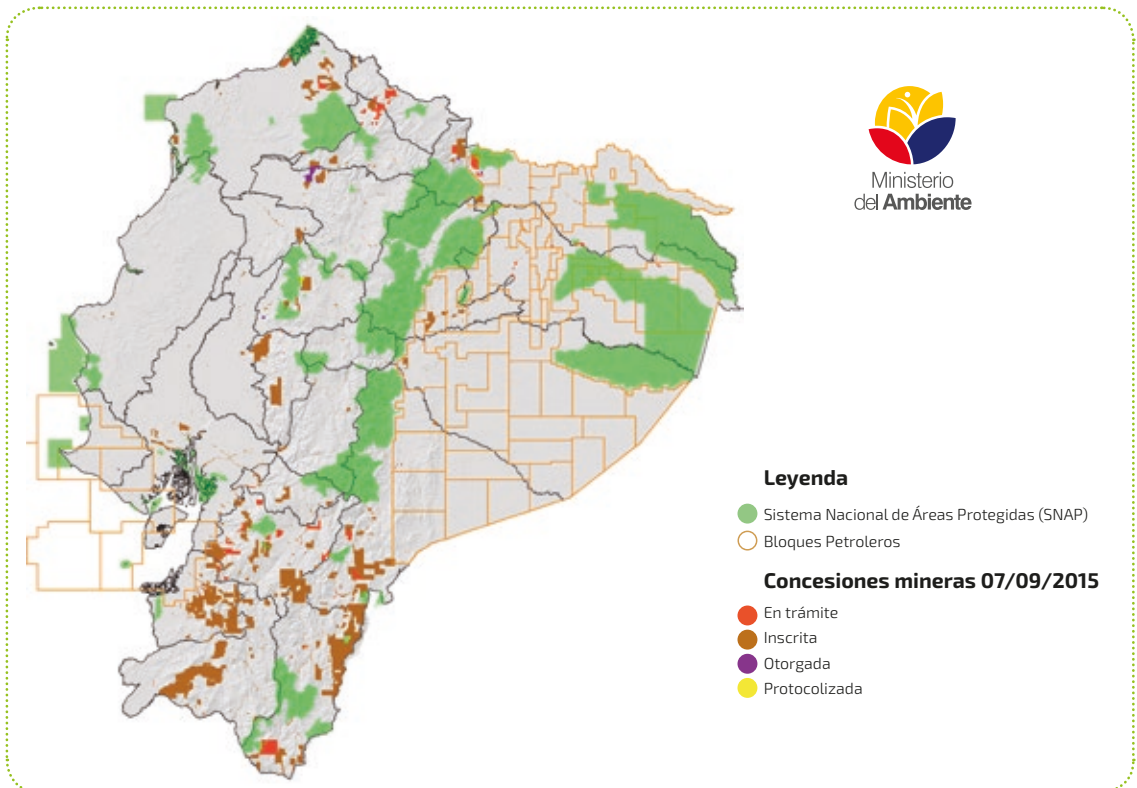 Ministerio
del Ambiente
Leyenda
Sistema Nacional de Áreas Protegidas (SNAP)
Bloques Petroleros
Concesiones mineras 07/09/2015
En trámite
Inscrita
Otorgada
Protocolizada